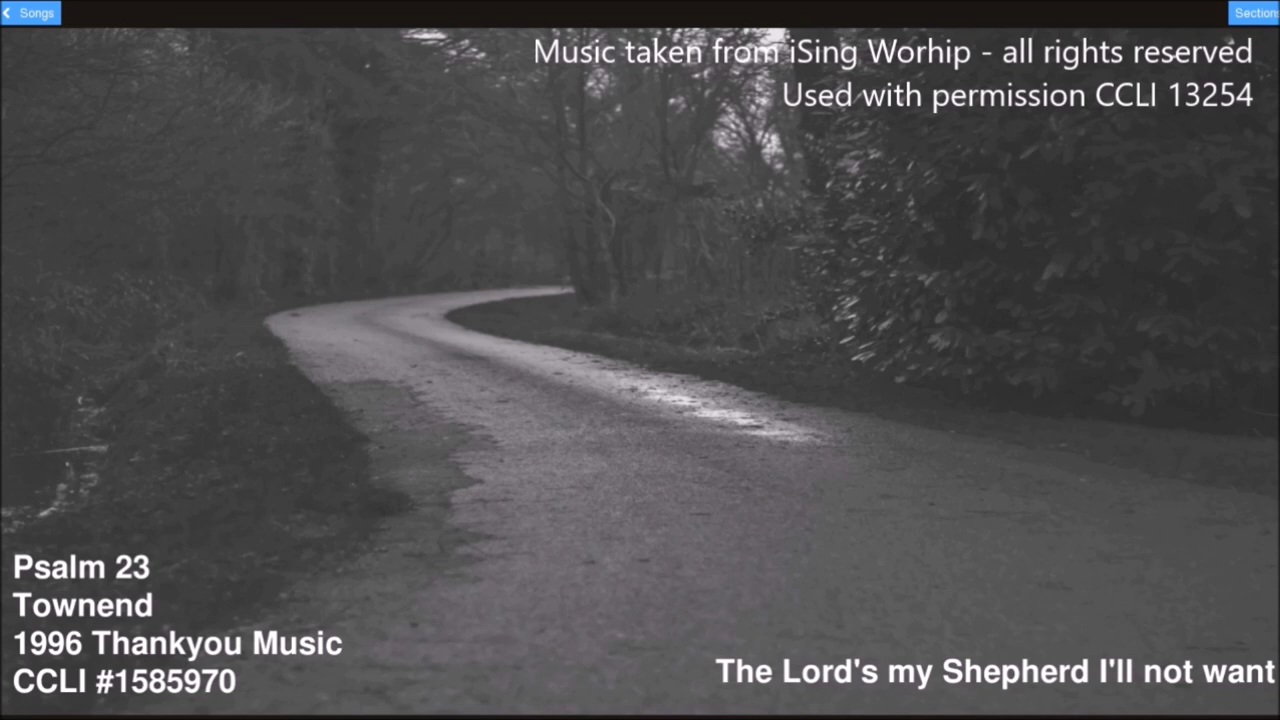 Songs
Sections
Music taken from iSing Worhip - all rights reserved
Used with permission CCLI 13254
Psalm 23
Townend
1996 Thankyou Music
CCLI #1585970
The Lord's my Shepherd I'll not want